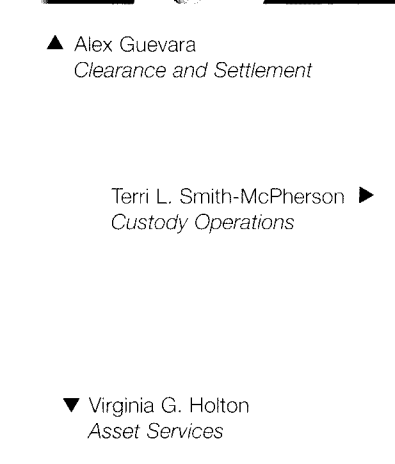 ▲ Alex Guevara
Clearance and Settlement
Terri L. Smith-McPherson ▶
Custody Operations
▼ Virginia G. Holton
Asset Services